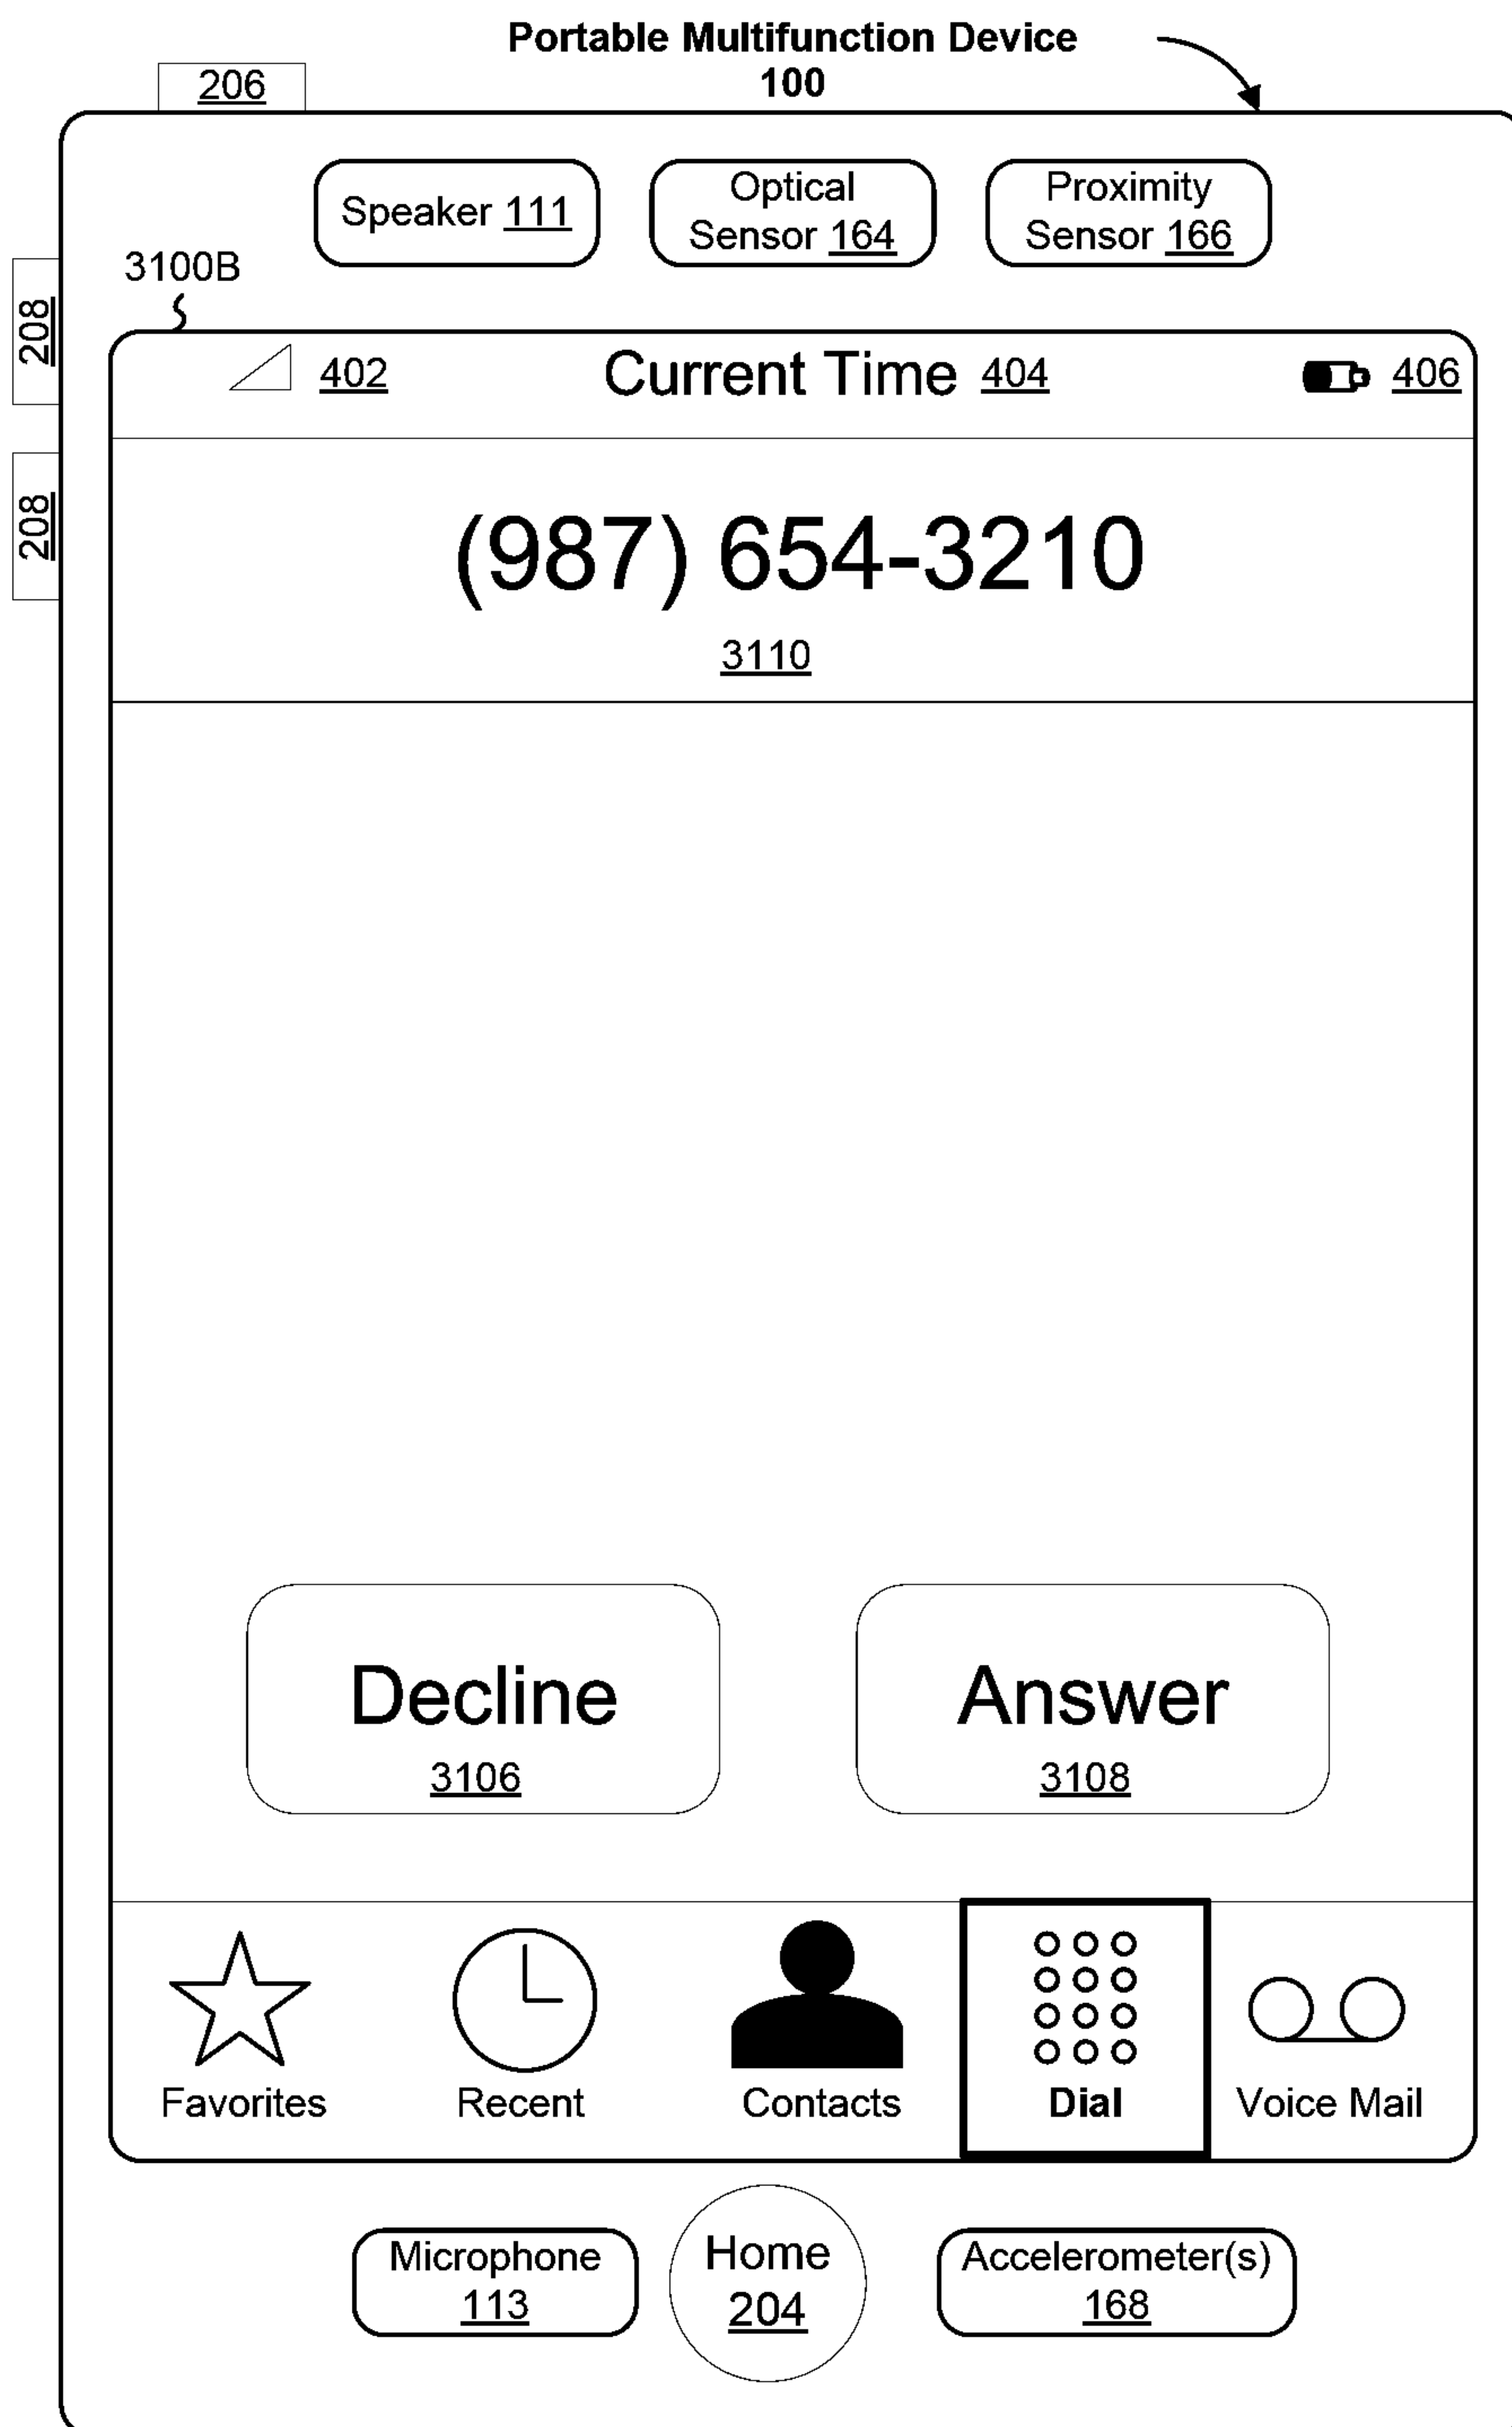 Portable Multifunction Device
100
206
Speaker 111
Optical
Sensor 164
Proximity
Sensor 166
3100B
208
208
402
Current Time 404
406
(987) 654-3210
3110
Decline
3106
Answer
3108
Favorites
Recent
Contacts
Dial
Voice Mail
Microphone
113
Home
204
Accelerometer(s)
168